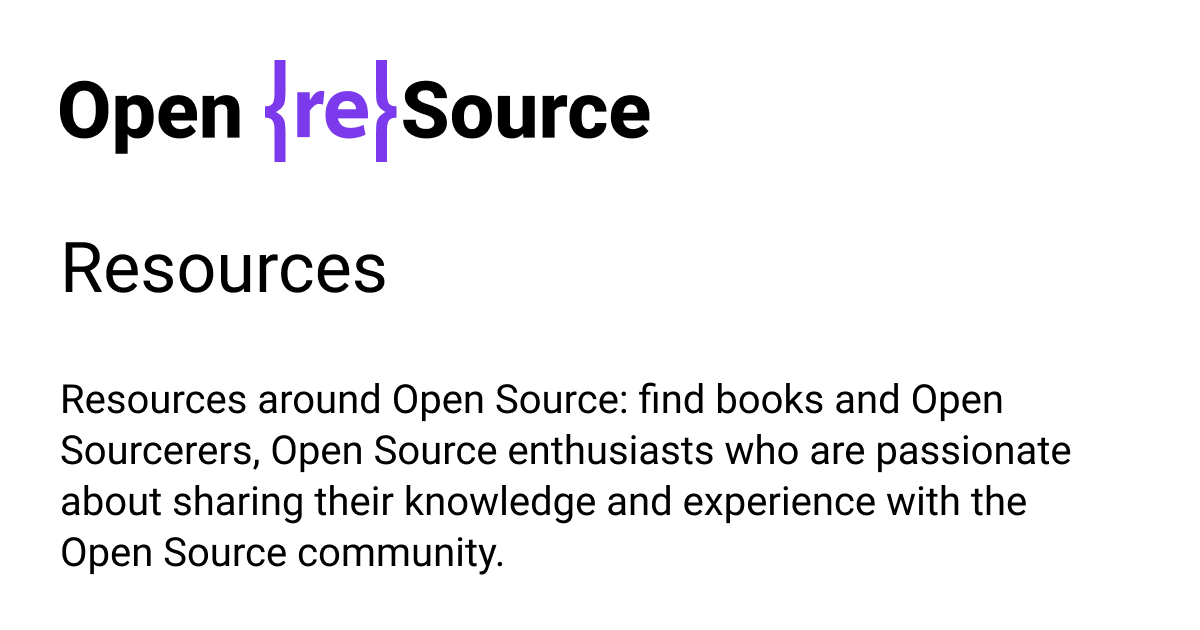 Open {re}Source
Resources
Resources around Open Source: find books and Open
Sourcerers, Open Source enthusiasts who are passionate
about sharing their knowledge and experience with the
Open Source community.